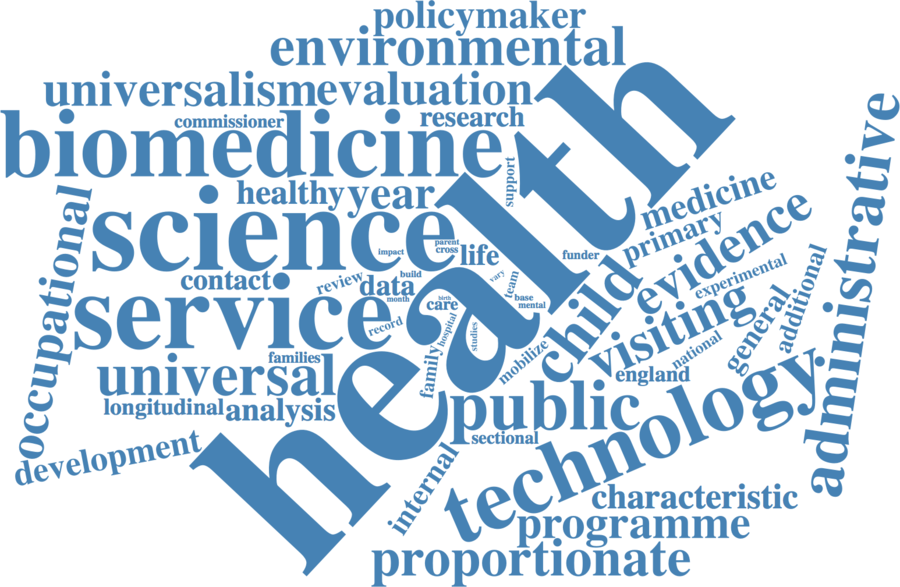 policymaker
environmental
universalism
evaluation
commissioner
research
biomedicine
health
support
healthy
year
science
administrative
occupational
medicine
primary
evidence
parent
cross
impact
life
funder
contact
review
data
build
month
vary
team
experimental
additional
child
service
record
birth
care
base
mental
hospital
studies
visiting
general
families
universal
family
mobilize
national
england
longitudinal
analysis
public
sectional
technology
development
internal
characteristic
programme
proportionate